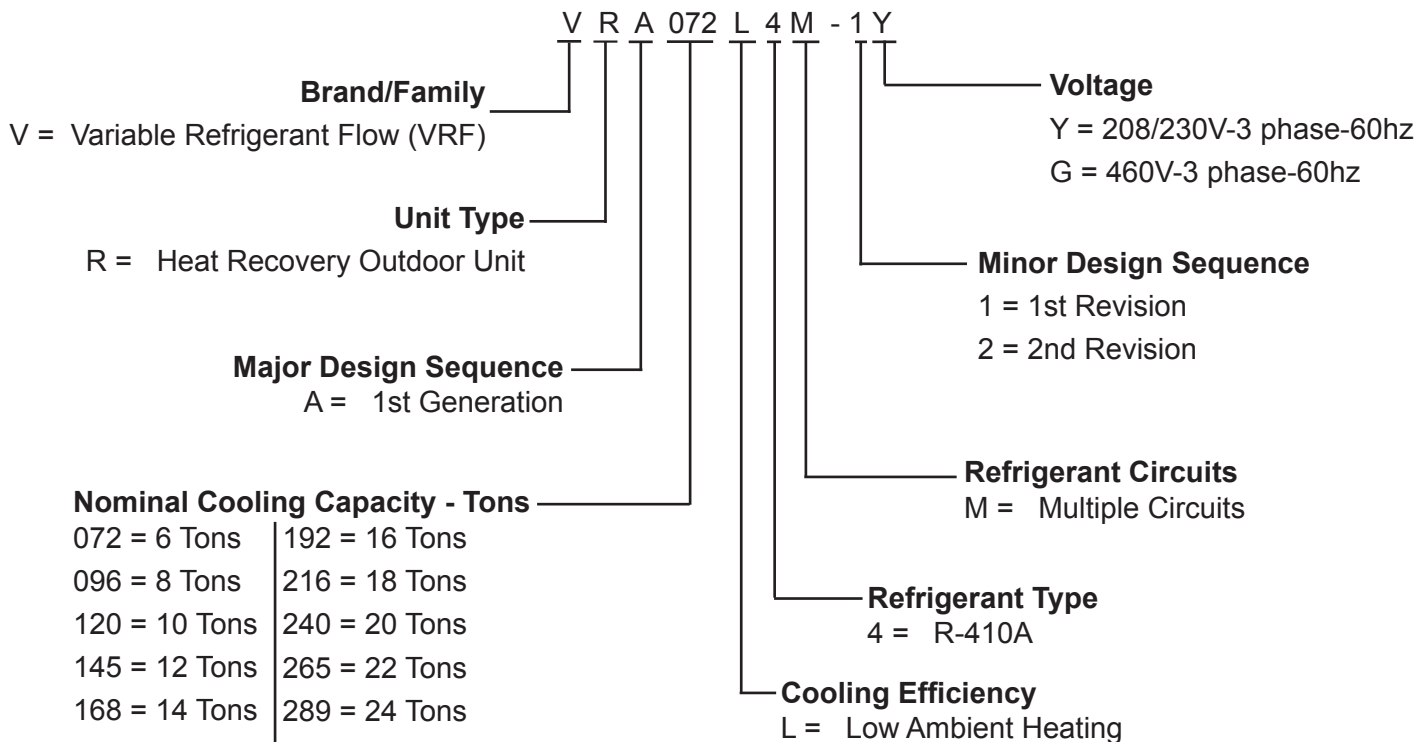 V R A 072 L 4 M - 1 Y
Brand/Family
V = Variable Refrigerant Flow (VRF)
Unit Type
R = Heat Recovery Outdoor Unit
Major Design Sequence
A = 1st Generation
Nominal Cooling Capacity - Tons
072 = 6 Tons 192 = 16 Tons
096 = 8 Tons 216 = 18 Tons
120 = 10 Tons 240 = 20 Tons
145 = 12 Tons 265 = 22 Tons
168 = 14 Tons 289 = 24 Tons
Voltage
Y = 208/230V-3 phase-60hz
G = 460V-3 phase-60hz
Minor Design Sequence
1 = 1st Revision
2 = 2nd Revision
Refrigerant Circuits
M = Multiple Circuits
Refrigerant Type
4 = R-410A
Cooling Efficiency
L = Low Ambient Heating